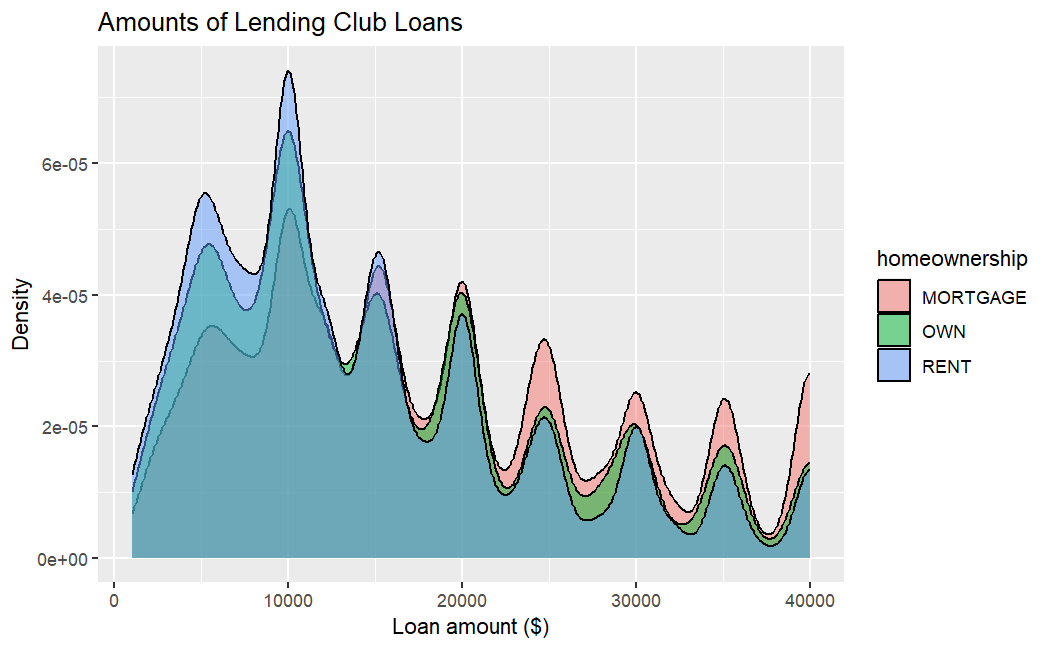 Amounts of Lending Club Loans
6e-05
4e-05
2e-05
0e+00
Density
0 10000 20000 30000 40000
Loan amount ($)
homeownership
MORTGAGE
OWN
RENT